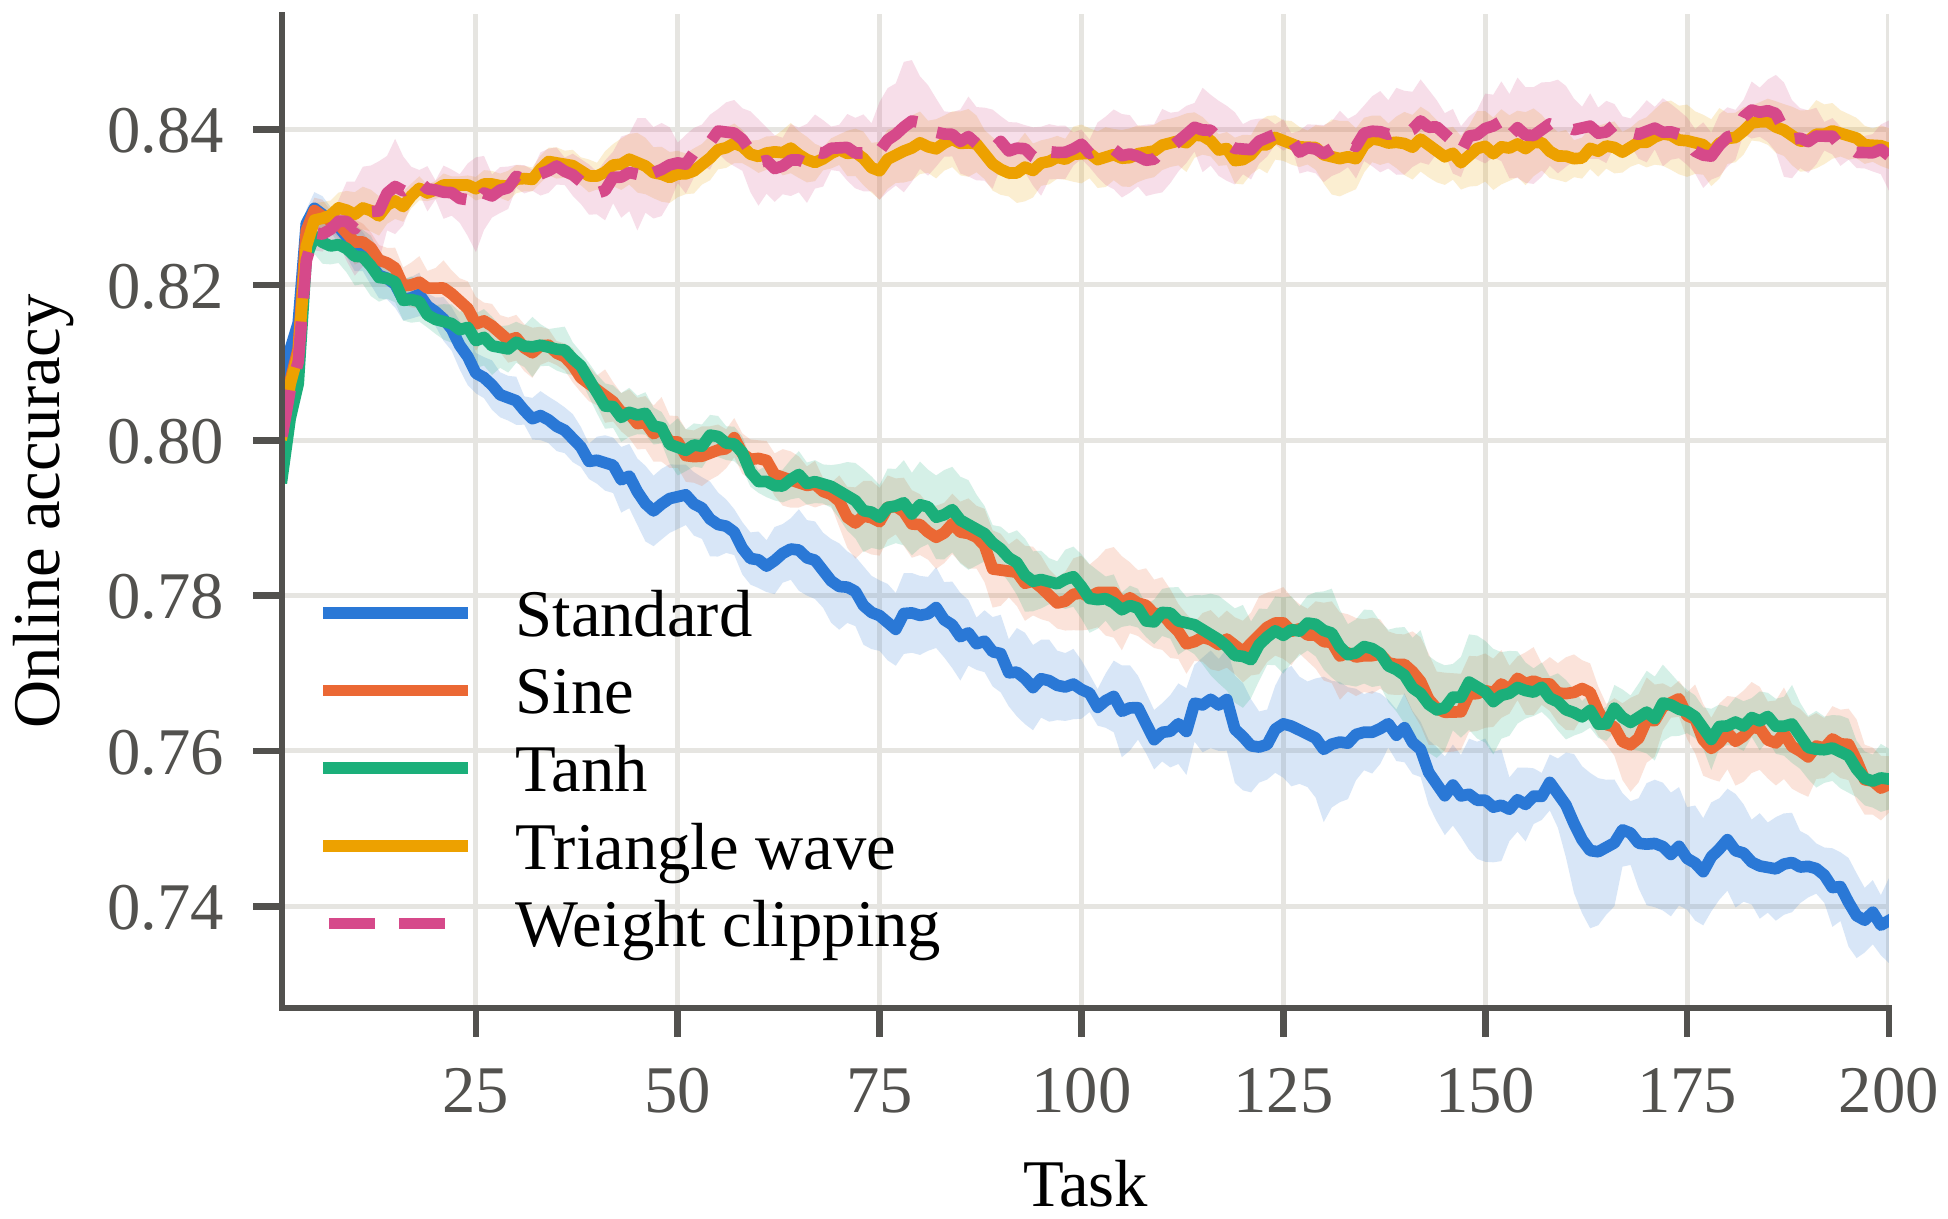 Online accuracy
0.84
0.82
0.80
0.78
0.76
0.74
Standard
Sine
Tanh
Triangle wave
Weight clipping
25 50 75 100 125 150 175 200
Task